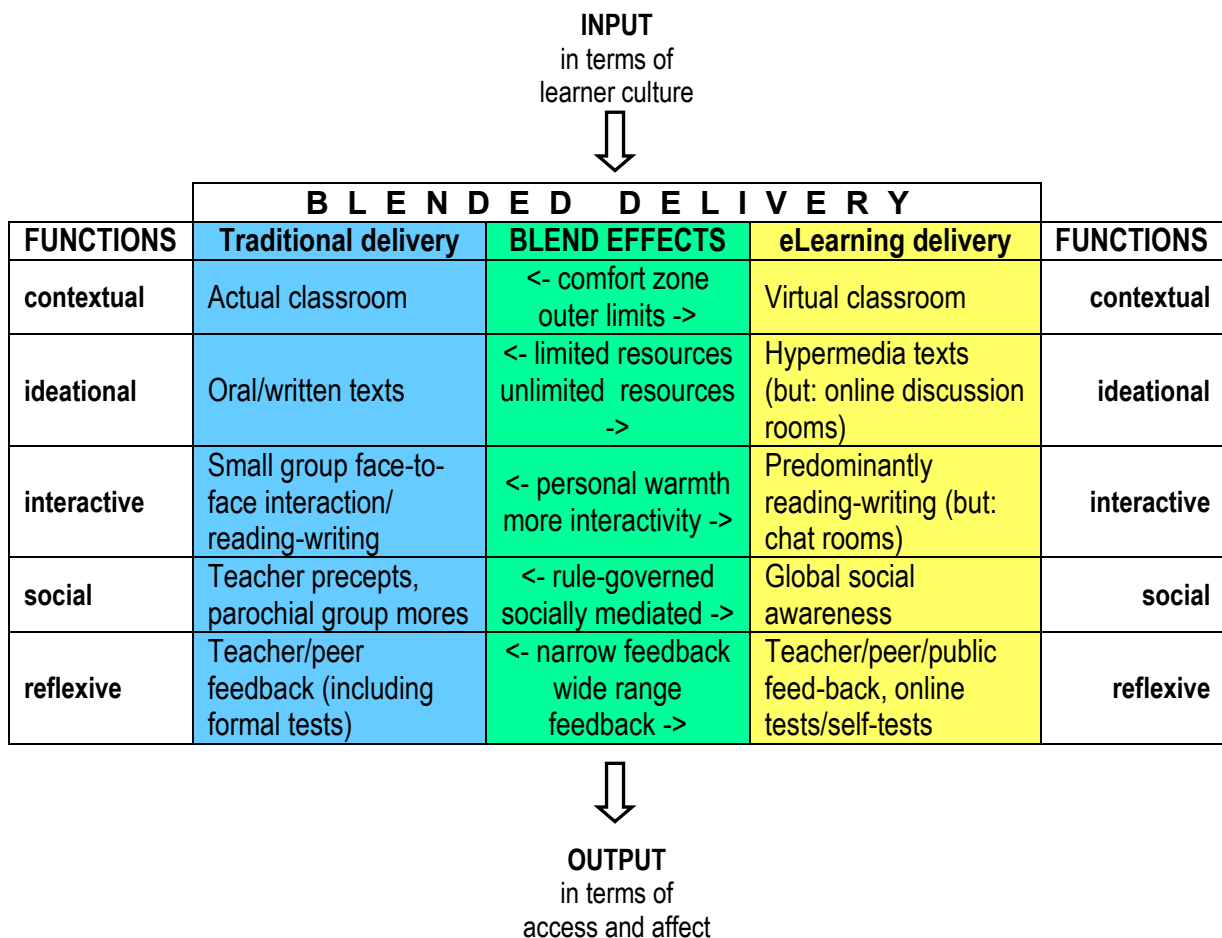 INPUT
in terms of
learner culture
BLENDED DELIVERY
FUNCTIONS Traditional delivery BLEND EFFECTS eLearning delivery FUNCTIONS
contextual
Actual classroom
<- comfort zone
outer limits ->
Virtual classroom
contextual
ideational
Oral/written texts
<- limited resources
unlimited resources
->
Hypermedia texts
(but: online discussion
rooms)
ideational
interactive
Small group face-to-
face interaction/
reading-writing
<- personal warmth
more interactivity ->
Predominantly
reading-writing (but:
chat rooms)
interactive
social
Teacher precepts,
parochial group mores
<- rule-governed
socially mediated ->
Global social
awareness
social
reflexive
Teacher/peer
feedback (including
formal tests)
<- narrow feedback
wide range
feedback ->
Teacher/peer/public
feed-back, online
tests/self-tests
reflexive
OUTPUT
in terms of
access and affect